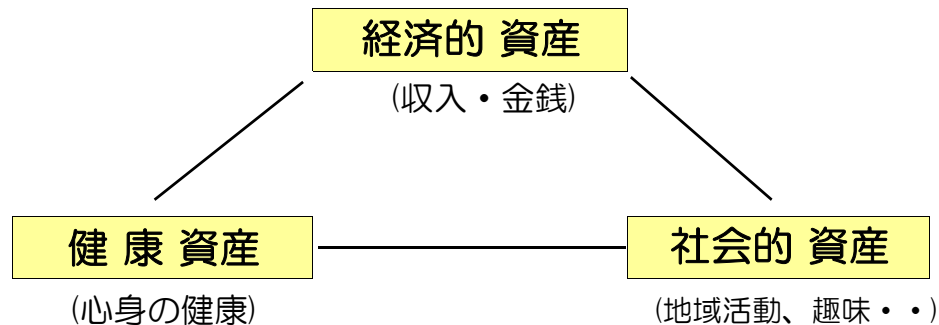 経済的 資産
(収入・金銭)
健 康 資産
社会的 資産
(心身の健康)
(地域活動、趣味・・)